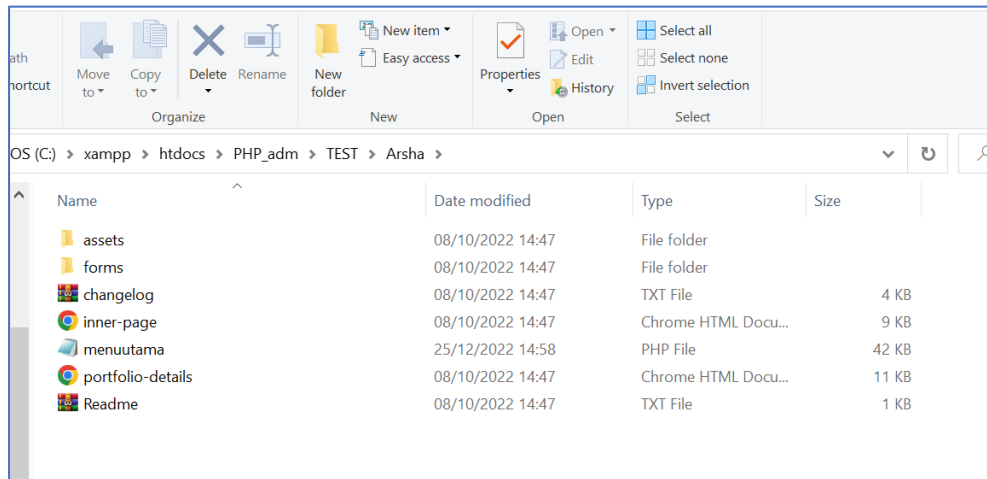 ath
hortcut
Move to
Copy to
Delete
Rename
New folder
New item
Easy access
Properties
Open
Edit
History
Select all
Select none
Invert selection
Organize
New
Open
Select
OS (C:) > xampp > htdocs > PHP_adm > TEST > Arsha >
Name Date modified Type Size
assets 08/10/2022 14:47 File folder
forms 08/10/2022 14:47 File folder
changelog 08/10/2022 14:47 TXT File 4 KB
inner-page 08/10/2022 14:47 Chrome HTML Docu... 9 KB
menuutama 25/12/2022 14:58 PHP File 42 KB
portfolio-details 08/10/2022 14:47 Chrome HTML Docu... 11 KB
Readme 08/10/2022 14:47 TXT File 1 KB